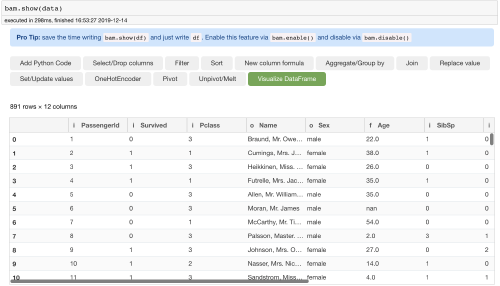 bam.show(data)
executed in 298ms, finished 16:53:27 2019-12-14
Pro Tip: save the time writing bam.show(df) and just write df. Enable this feature via bam.enable() and disable via bam.disable()
Add Python Code Select/Drop columns Filter Sort New column formula Aggregate/Group by Join Replace value
Set/Update values OneHotEncoder Pivot Unpivot/Melt Visualize DataFrame
891 rows × 12 columns
i PassengerId i Survived i Pclass o Name o Sex f Age i SibSp i
0 1 0 3 Braund, Mr. Owe... male 22.0 1 0
1 2 1 1 Cumings, Mrs. J... female 38.0 1 0
2 3 1 3 Heikkinen, Miss. ... female 26.0 0 0
3 4 1 1 Futrelle, Mrs. Jac... female 35.0 1 0
4 5 0 3 Allen, Mr. William... male 35.0 0 0
5 6 0 3 Moran, Mr. James male nan 0 0
6 7 0 1 McCarthy, Mr. Ti... male 54.0 0 0
7 8 0 3 Palsson, Master. ... male 2.0 3 1
8 9 1 3 Johnson, Mrs. O... female 27.0 0 2
9 10 1 2 Nasser, Mrs. Nic... female 14.0 1 0
10 11 1 3 Sandstrom, Miss... female 4.0 1 1